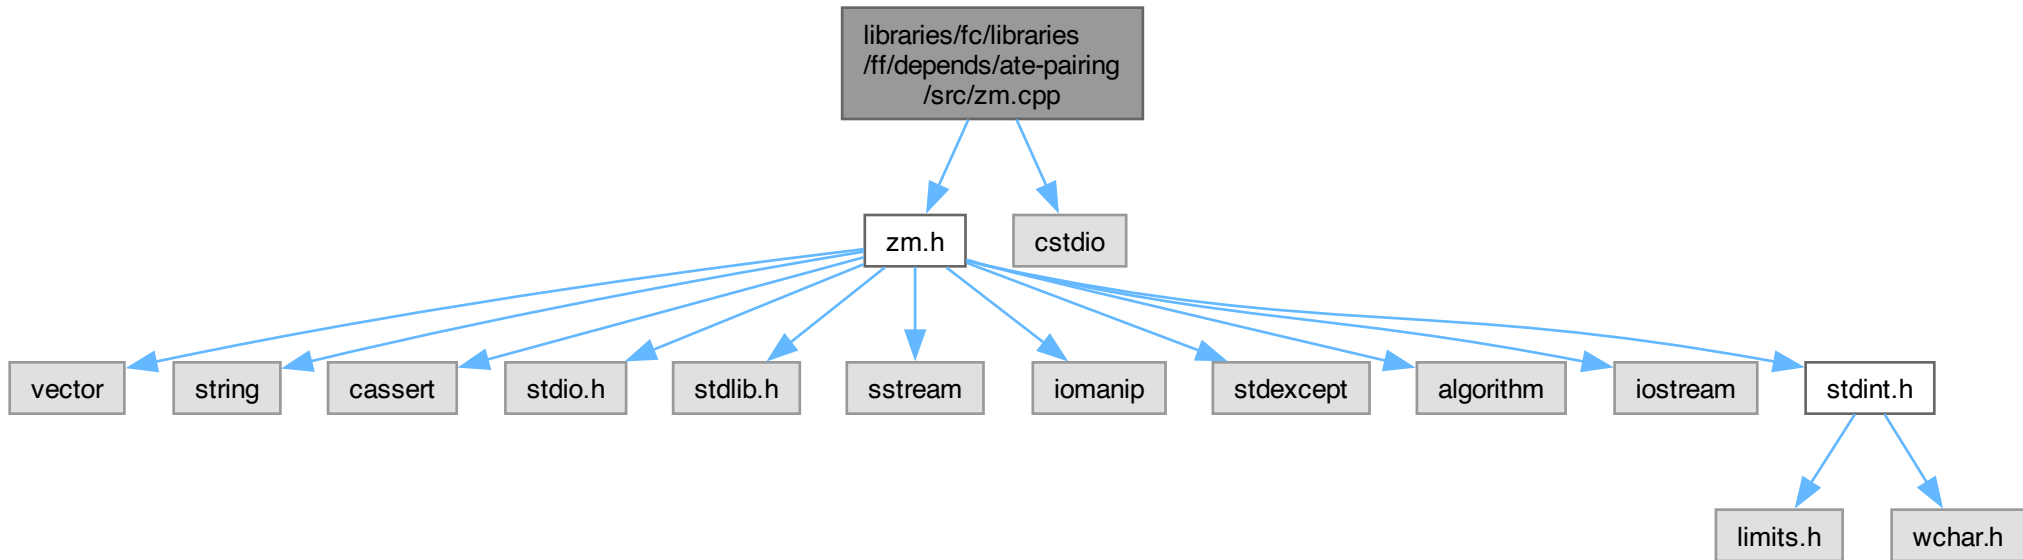 libraries/fc/libraries
/ff/depends/ate-pairing
/src/zm.cpp
zm.h
cstdio
vector
string
cassert
stdio.h
stdlib.h
sstream
iomanip
stdexcept
algorithm
iostream
stdint.h
limits.h
wchar.h